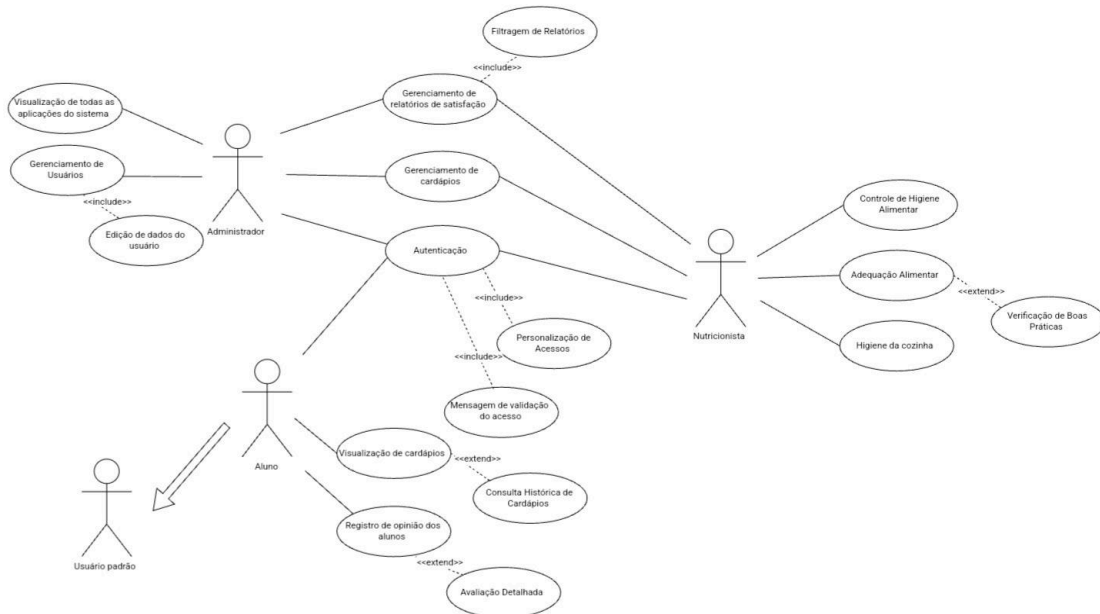 Filtragem de Relatórios
<<include>>
Visualização de todas as
aplicações do sistema
Gerenciamento de
relatórios de satisfação
Gerenciamento de
Usuários
<<include>>
Edição de dados do
usuário
Administrador
Gerenciamento de
cardápios
Autenticação
Controle de Higiene
Alimentar
Adequação Alimentar
<<extend>>
Verificação de Boas
Práticas
Higiene da cozinha
Nutricionista
<<include>>
Personalização de
Acessos
<<include>>
Mensagem de validação
do acesso
Aluno
Visualização de cardápios
<<extend>>
Consulta Histórica de
Cardápios
Registro de opinião dos
alunos
<<extend>>
Avaliação Detalhada
Usuário padrão